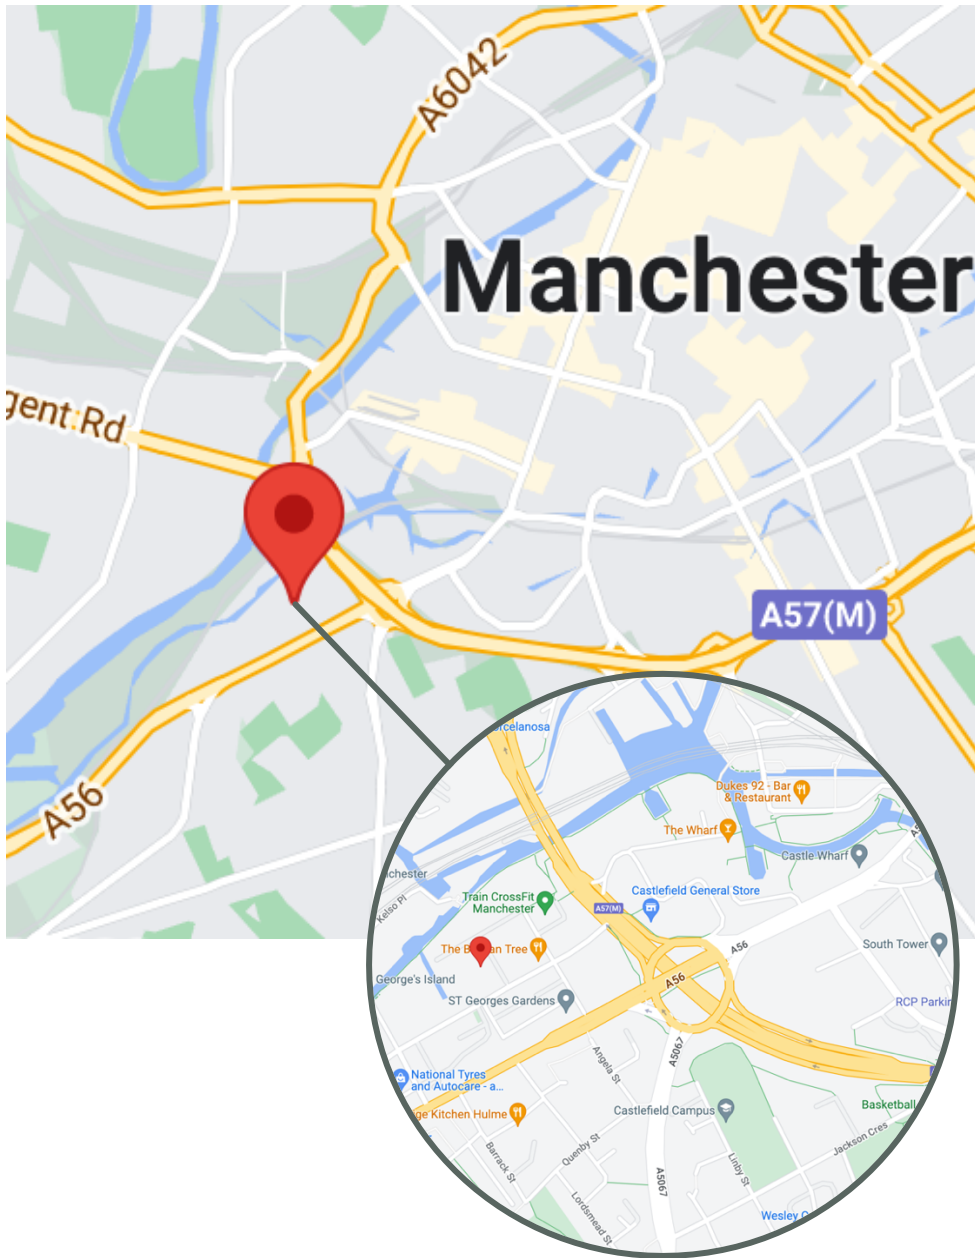 A6042
Manchester
gent Rd
A57(M)
A56
rcelanosa
Dukes 92 - Bar
& Restaurant
The Wharf
Castle Wharf
chester
Kelso Pl
Train CrossFit
Manchester
Castlefield General Store
A57(M)
The B an Tree
A56
South Tower
George's Island
A56
ST Georges Gardens
RCP Parkin
A5067
Angela St
National Tyres
and Autocare - a...
ge Kitchen Hulme
Castlefield Campus
Basketball
Jackson Cres
Quenby St
Barrack St
Linby St
A5067
Lordsmead St
Wesley